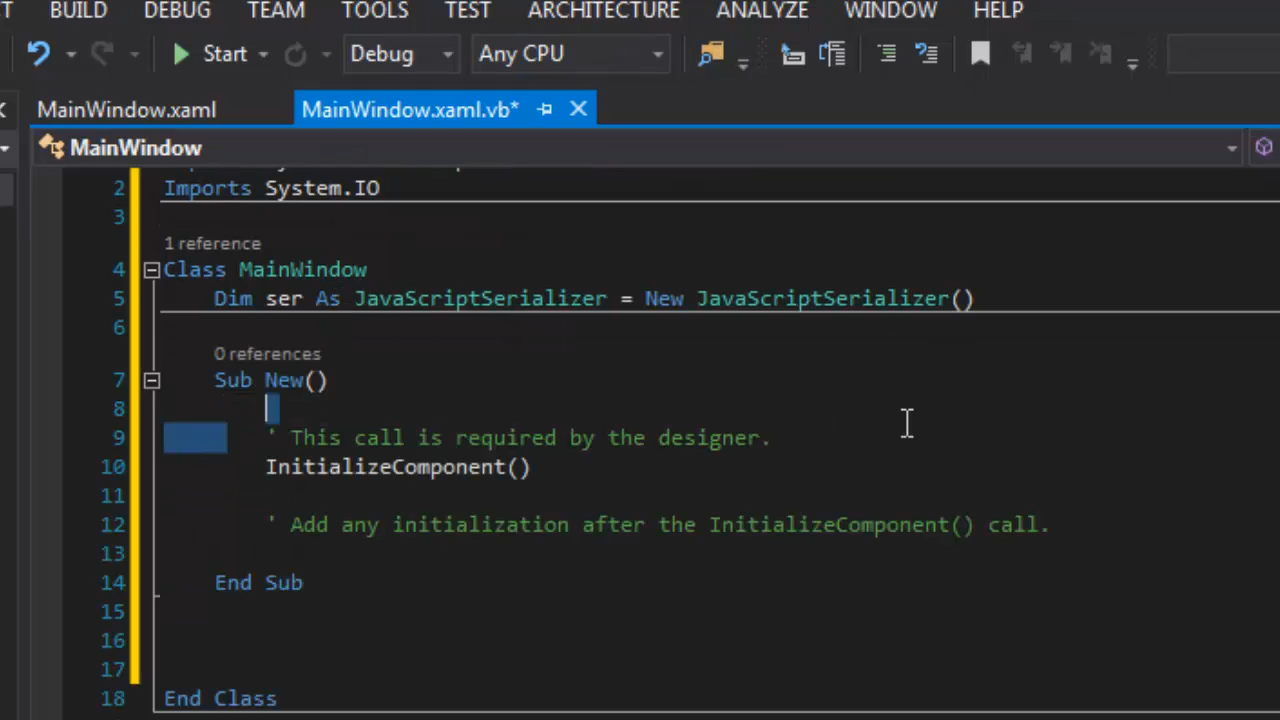 BUILD DEBUG TEAM TOOLS TEST ARCHITECTURE ANALYZE WINDOW HELP
Start Debug Any CPU
MainWindow.xaml MainWindow.xaml.vb*
MainWindow
2 Imports System.IO
3
1 reference
4 Class MainWindow
5 Dim ser As JavaScriptSerializer = New JavaScriptSerializer()
6
0 references
7 Sub New()
8
9 ' This call is required by the designer.
10 InitializeComponent()
11
12 ' Add any initialization after the InitializeComponent() call.
13
14 End Sub
15
16
17
18 End Class